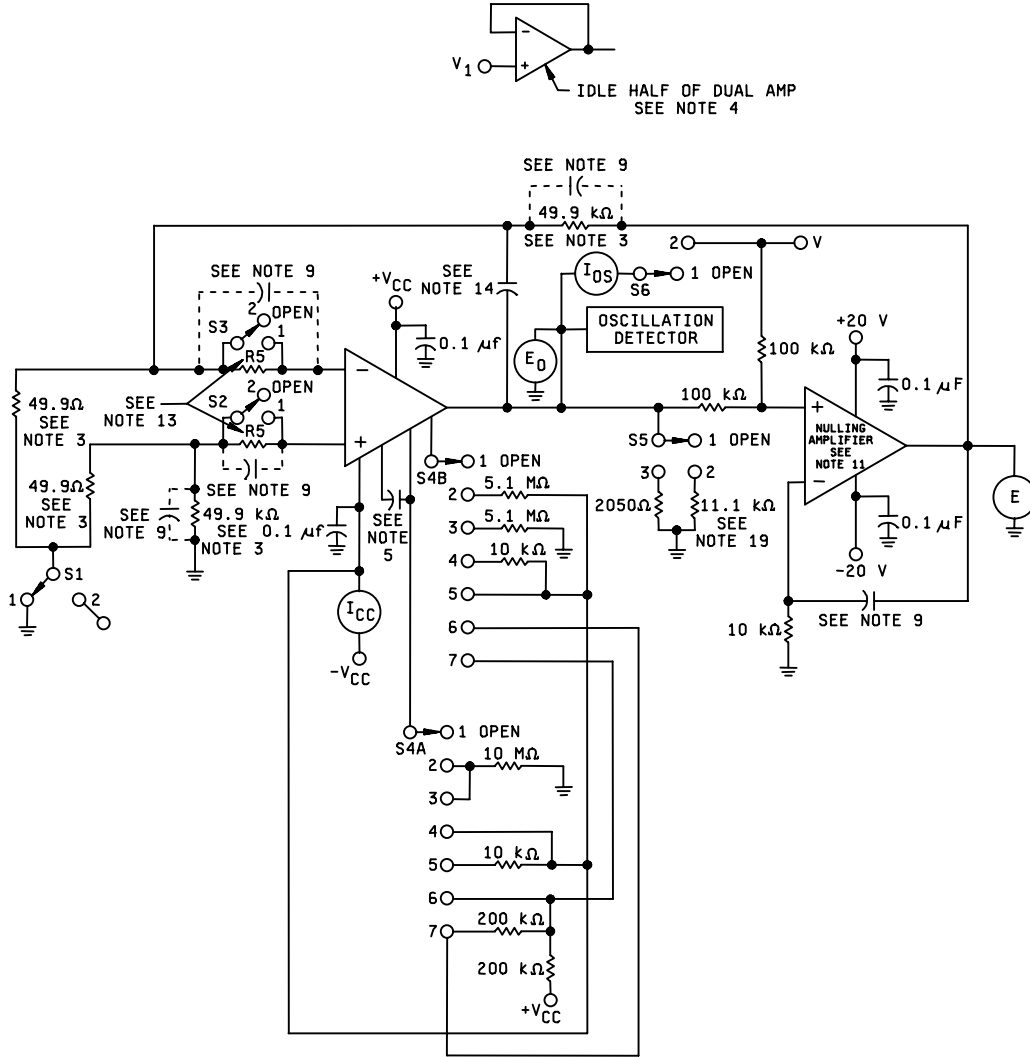 V1
-
+
IDLE HALF OF DUAL AMP
SEE NOTE 4
SEE NOTE 9
49.9 kΩ
SEE NOTE 3
2
V
SEE NOTE 9
SEE
NOTE 14
IOS
1 OPEN
S6
+VCC
2
OPEN
S3
1
R5
0.1 µf
OSCILLATION
DETECTOR
EO
100 kΩ
+20 V
0.1 µF
49.9Ω
SEE
NOTE 3
SEE
NOTE 13
2
OPEN
S2
1
R5
-
+
100 kΩ
+
NULLING
AMPLIFIER
SEE
NOTE 11
-
S5
1 OPEN
S4B
1 OPEN
49.9Ω
SEE
NOTE 3
SEE
NOTE 9
SEE NOTE 9
49.9 kΩ
SEE
NOTE 3
0.1 µf
SEE
NOTE
5
2
5.1 MΩ
3
5.1 MΩ
4
10 kΩ
5
6
7
3
2
2050Ω
11.1 kΩ
SEE
NOTE 19
0.1 µF
-20 V
E
S1
1
2
ICC
-VCC
10 kΩ
SEE NOTE 9
S4A
1 OPEN
2
10 MΩ
3
4
5
10 kΩ
6
7
200 kΩ
200 kΩ
+VCC